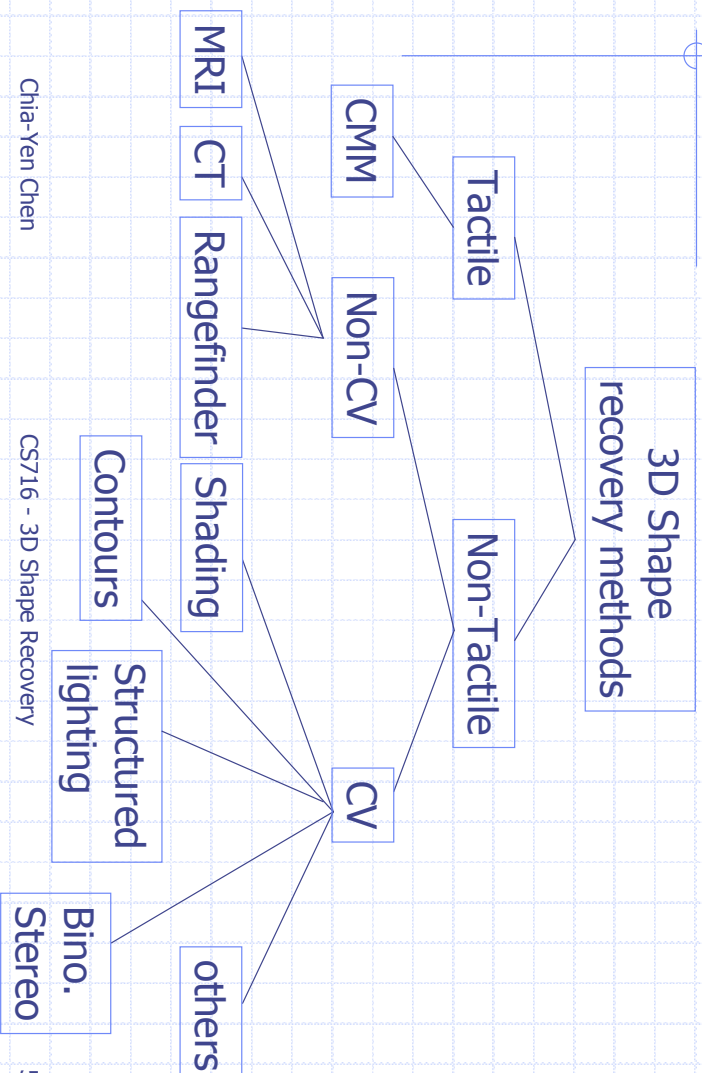 3D Shape
recovery methods
Tactile
Non-Tactile
CMM
Non-CV
CV
MRI
CT
Rangefinder
Shading
others
Contours
Structured
lighting
Bino.
Stereo
Chia-Yen Chen
CS716 - 3D Shape Recovery